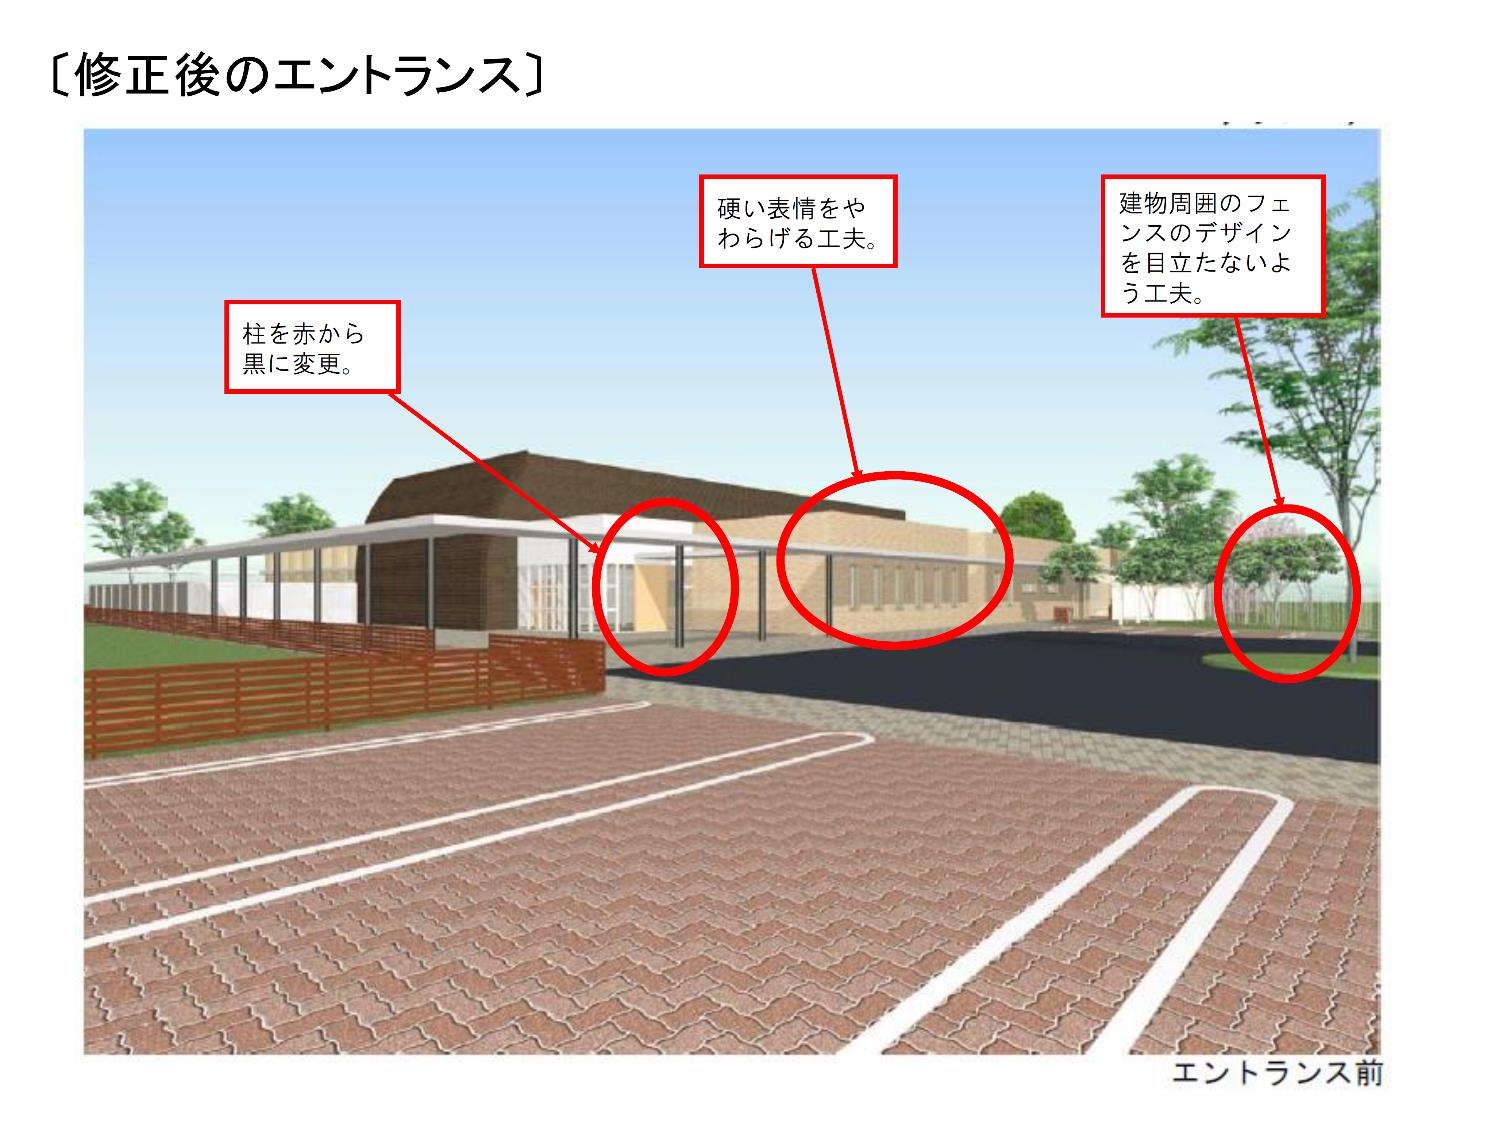 〔修正後のエントランス〕
硬い表情をや
わらげる工夫。
建物周囲のフェ
ンスのデザイン
を目立たないよ
う工夫。
柱を赤から
黒に変更。
エントランス前